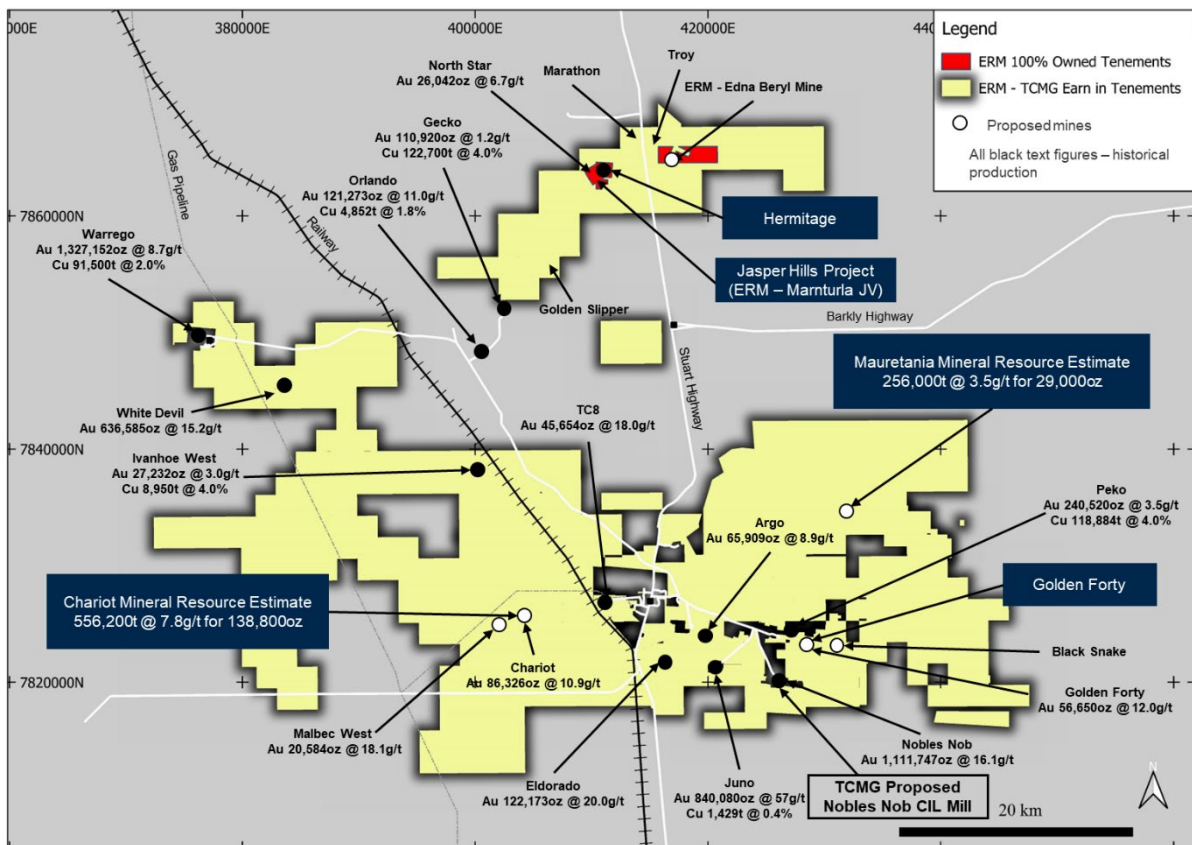 000E
380000E
400000E
420000E
440
Legend
ERM 100% Owned Tenements
ERM - TCMG Earn in Tenements
Proposed mines
All black text figures – historical
production
North Star
Au 26,042oz @ 6.7g/t
Marathon
Troy
ERM - Edna Beryl Mine
Gecko
Au 110,920oz @ 1.2g/t
Cu 122,700t @ 4.0%
Gas Pipeline
Orlando
Au 121,273oz @ 11.0g/t
Cu 4,852t @ 1.8%
7860000N
Hermitage
Railway
Warrego
Au 1,327,152oz @ 8.7g/t
Cu 91,500t @ 2.0%
Jasper Hills Project
(ERM – Marnturla JV)
Golden Slipper
Barkly Highway
Stuart Highway
Mauretania Mineral Resource Estimate
256,000t @ 3.5g/t for 29,000oz
White Devil
Au 636,585oz @ 15.2g/t
TC8
Au 45,654oz @ 18.0g/t
7840000N
Ivanhoe West
Au 27,232oz @ 3.0g/t
Cu 8,950t @ 4.0%
Peko
Au 240,520oz @ 3.5g/t
Cu 118,884t @ 4.0%
Argo
Au 65,909oz @ 8.9g/t
Chariot Mineral Resource Estimate
556,200t @ 7.8g/t for 138,800oz
Golden Forty
Black Snake
Chariot
Au 86,326oz @ 10.9g/t
7820000N
Golden Forty
Au 56,650oz @ 12.0g/t
Malbec West
Au 20,584oz @ 18.1g/t
Nobles Nob
Au 1,111,747oz @ 16.1g/t
Eldorado
Au 122,173oz @ 20.0g/t
Juno
Au 840,080oz @ 57g/t
Cu 1,429t @ 0.4%
TCMG Proposed
Nobles Nob CIL Mill
N
20 km